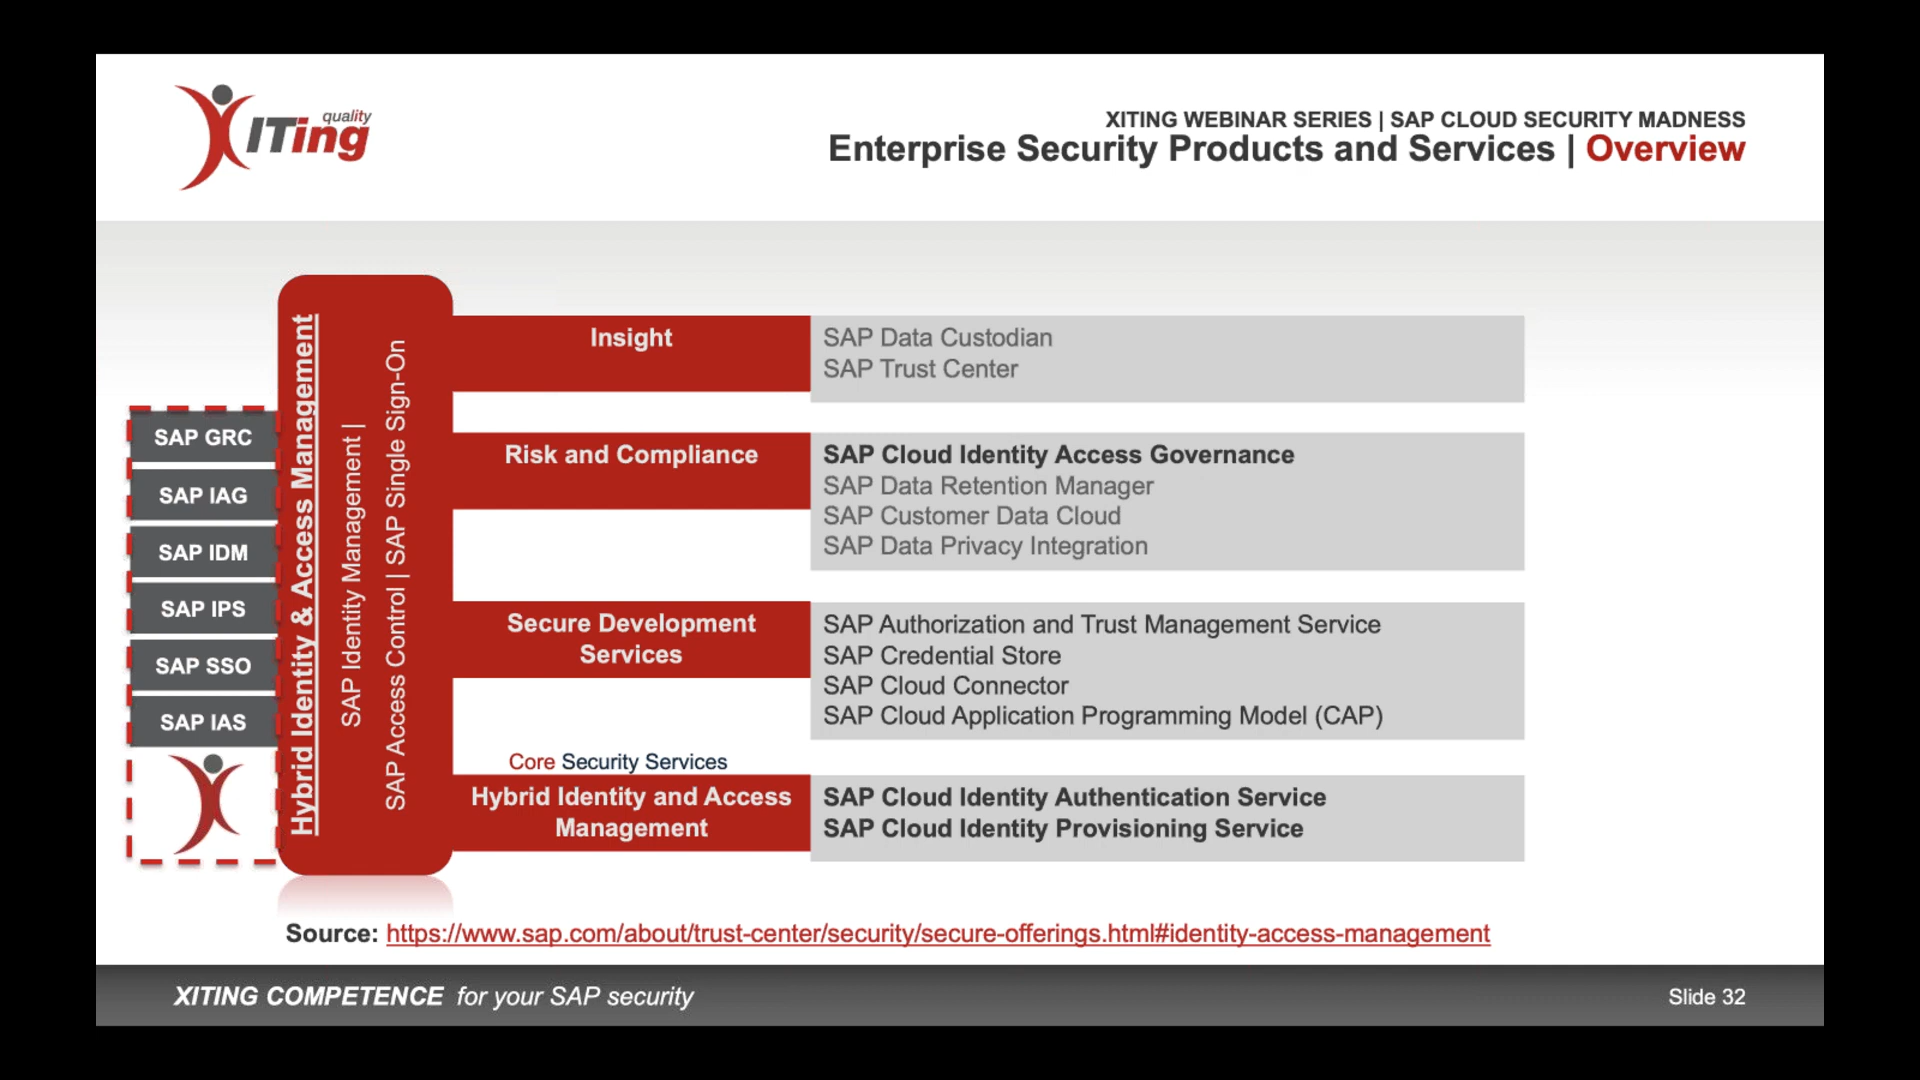 quality
XITing
XITING WEBINAR SERIES | SAP CLOUD SECURITY MADNESS
Enterprise Security Products and Services | Overview
SAP GRC
SAP IAG
SAP IDM
SAP IPS
SAP SSO
SAP IAS
Hybrid Identity & Access Management
SAP Identity Management |
SAP Access Control | SAP Single Sign-On
Insight
SAP Data Custodian
SAP Trust Center
Risk and Compliance
SAP Cloud Identity Access Governance
SAP Data Retention Manager
SAP Customer Data Cloud
SAP Data Privacy Integration
Secure Development
Services
SAP Authorization and Trust Management Service
SAP Credential Store
SAP Cloud Connector
SAP Cloud Application Programming Model (CAP)
Core Security Services
Hybrid Identity and Access
Management
SAP Cloud Identity Authentication Service
SAP Cloud Identity Provisioning Service
Source: https://www.sap.com/about/trust-center/security/secure-offerings.html#identity-access-management
XITING COMPETENCE for your SAP security
Slide 32